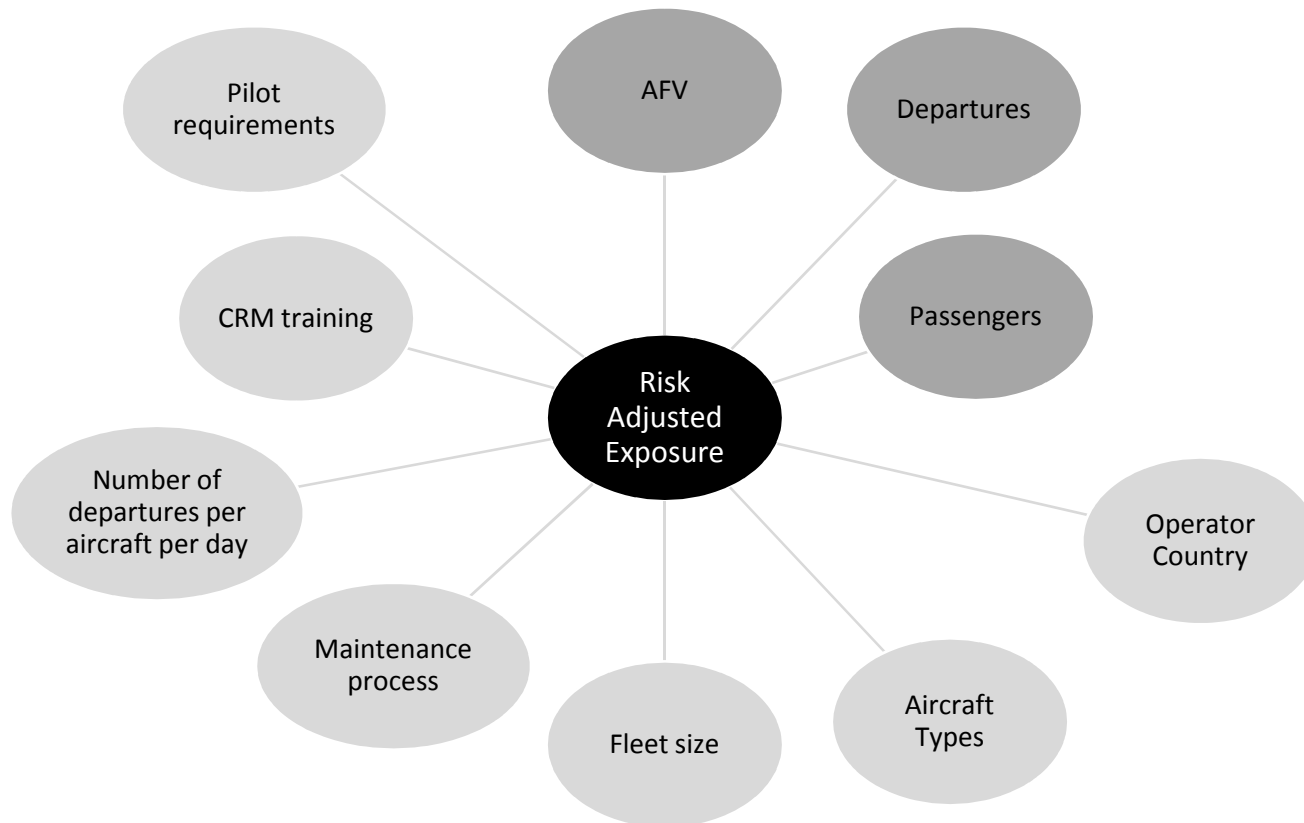 Pilot
requirements
AFV
Departures
CRM training
Passengers
Risk
Adjusted
Exposure
Number of
departures per
aircraft per day
Operator
Country
Maintenance
process
Fleet size
Aircraft
Types